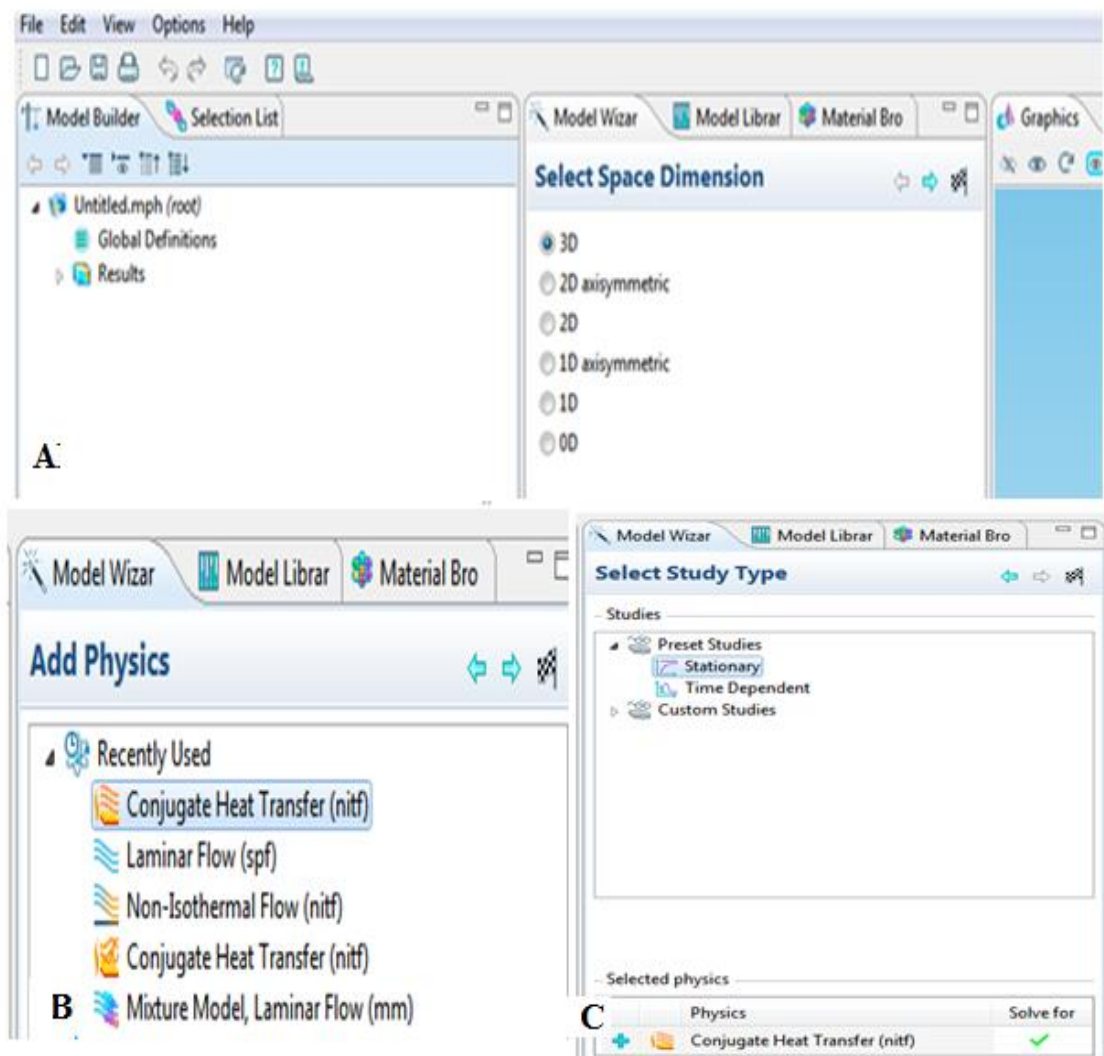 File Edit View Options Help
Model Builder Selection List Model Wizar Model Librar Material Bro Graphics
Select Space Dimension
Untitled.mph (root)
Global Definitions
Results
3D
2D axisymmetric
2D
1D axisymmetric
1D
0D
A
Model Wizar Model Librar Material Bro
Add Physics
Recently Used
Conjugate Heat Transfer (nitf)
Laminar Flow (spf)
Non-Isothermal Flow (nitf)
Conjugate Heat Transfer (nitf)
Mixture Model, Laminar Flow (mm)
B
Model Wizar Model Librar Material Bro
Select Study Type
Studies
Preset Studies
Stationary
Time Dependent
Custom Studies
Selected physics
Physics Solve for
Conjugate Heat Transfer (nitf)
C